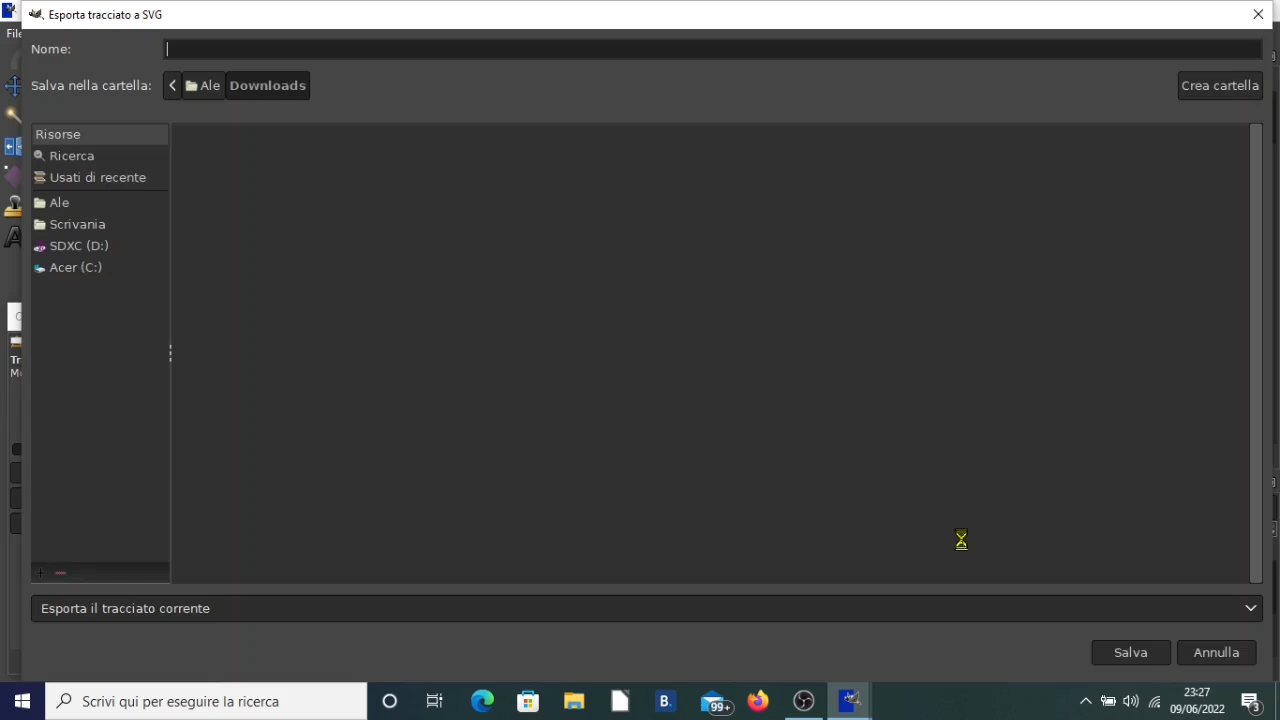 Esporta tracciato a SVG
File
Nome:
Salva nella cartella:
Ale
Downloads
Crea cartella
Risorse
Ricerca
Usati di recente
Ale
Scrivania
SDXC (D:)
Acer (C:)
Tr
Esporta il tracciato corrente
Salva
Annulla
Scrivi qui per eseguire la ricerca
B.
99+
23:27
09/06/2022
3